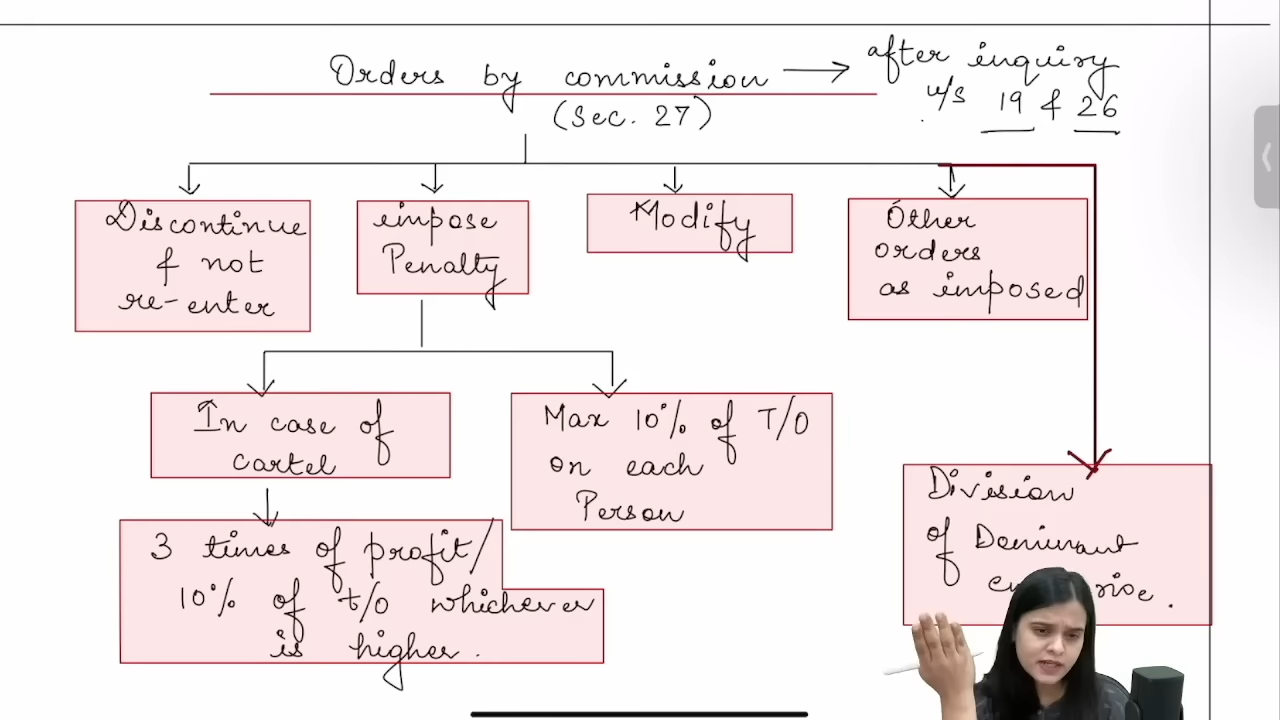 Orders by commission → after inquiry
u/s 19 & 26
(Sec. 27)
Discontinue
& not
re-enter
impose
Penalty
Modify
Other
orders
as imposed
In case of
cartel
Max 10% of T/O
on each
Person
3 times of profit/
10% of t/o whichever
is higher.
Division
of Dominant